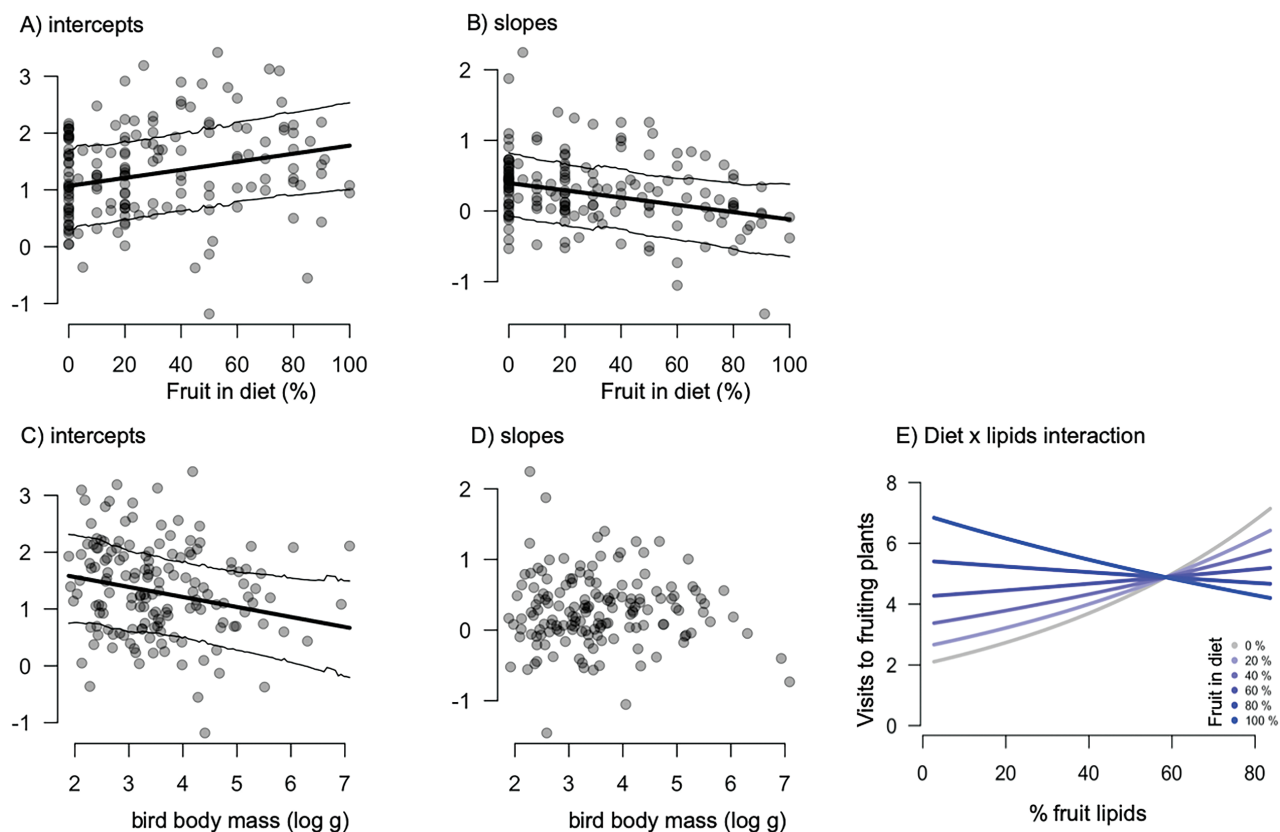 A) intercepts
3
2
1
0
-1
0 20 40 60 80 100
Fruit in diet (%)
B) slopes
2
1
0
-1
0 20 40 60 80 100
Fruit in diet (%)
C) intercepts
3
2
1
0
-1
2 3 4 5 6 7
bird body mass (log g)
D) slopes
2
1
0
-1
2 3 4 5 6 7
bird body mass (log g)
E) Diet x lipids interaction
Visits to fruiting plants
8
6
4
2
0
Fruit in diet
0 %
20 %
40 %
60 %
80 %
100 %
0 20 40 60 80
% fruit lipids